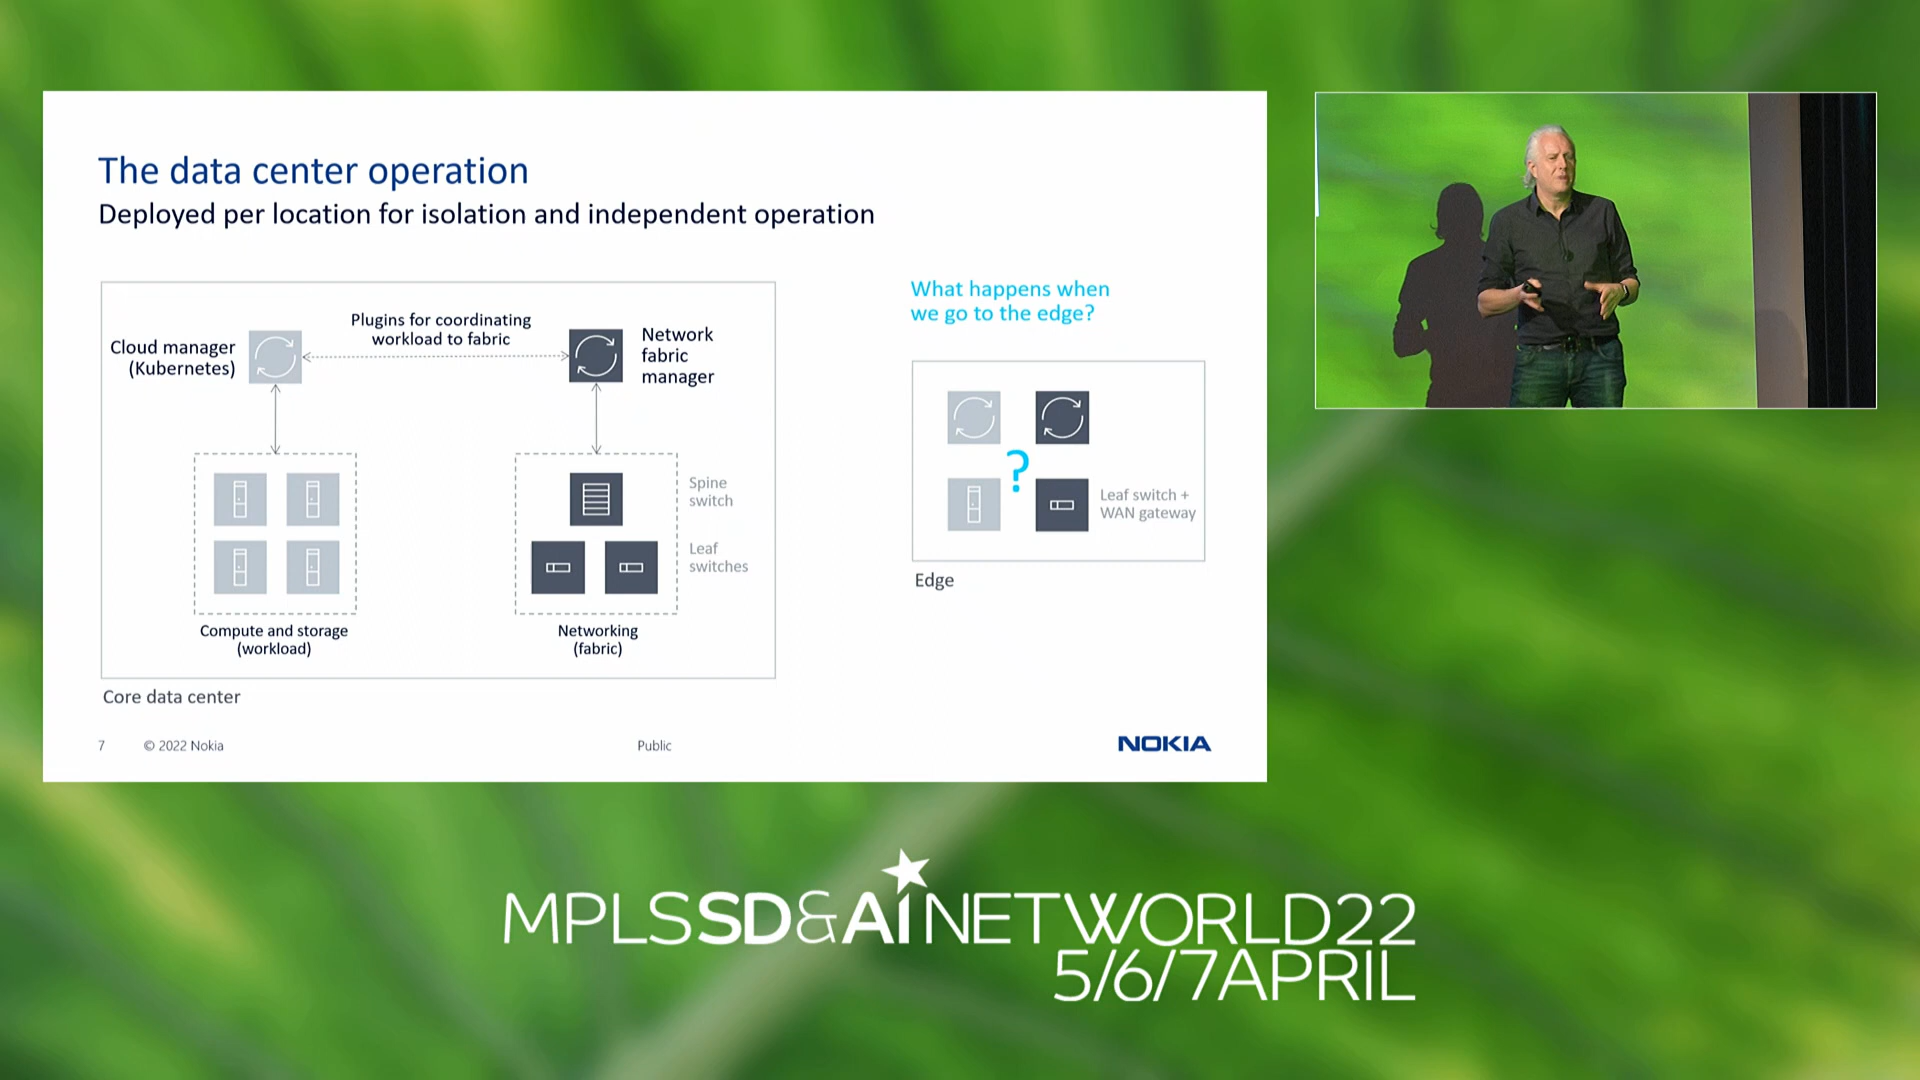 The data center operation
Deployed per location for isolation and independent operation
Cloud manager
(Kubernetes)
Plugins for coordinating
workload to fabric
Network
fabric
manager
Spine
switch
Leaf
switches
Compute and storage
(workload)
Networking
(fabric)
Core data center
What happens when
we go to the edge?
?
Leaf switch +
WAN gateway
Edge
7 © 2022 Nokia Public NOKIA
MPLSSD&AINETWORLD22
5/6/7APRIL